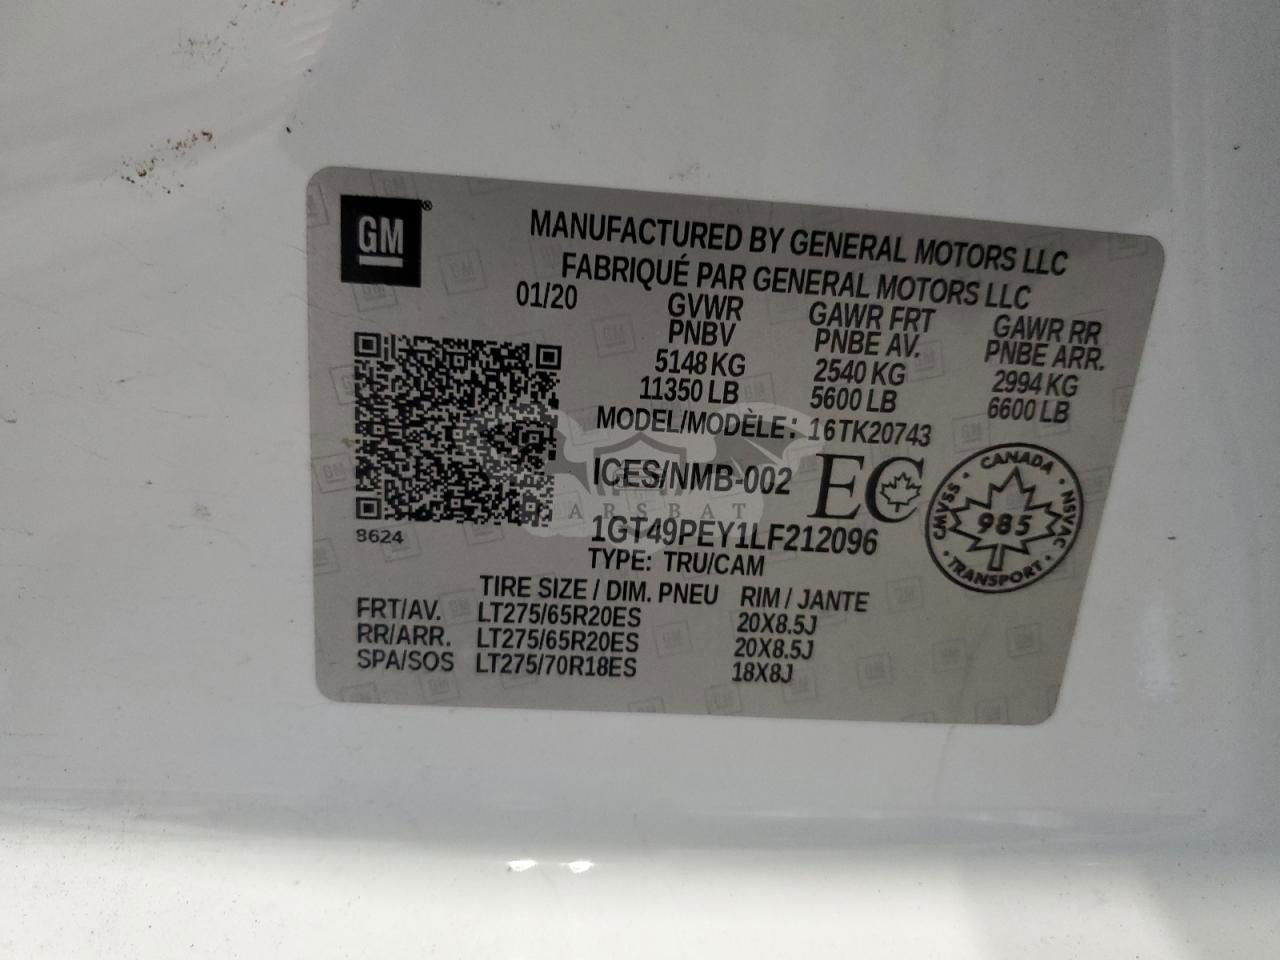 GM®
MANUFACTURED BY GENERAL MOTORS LLC
FABRIQUÉ PAR GENERAL MOTORS LLC
01/20 GVWR GAWR FRT GAWR RR
PNBV PNBE AV. PNBE ARR.
5148 KG 2540 KG 2994 KG
11350 LB 5600 LB 6600 LB
MODEL/MODÈLE: 16TK20743
ICES/NMB-002 EC
CANADA
CMVSS 985 NSVAC
TRANSPORT
ARSBAT
8624
1GT49PEY1LF212096
TYPE: TRU/CAM
TIRE SIZE / DIM. PNEU RIM / JANTE
FRT/AV. LT275/65R20ES 20X8.5J
RR/ARR. LT275/65R20ES 20X8.5J
SPA/SOS LT275/70R18ES 18X8J